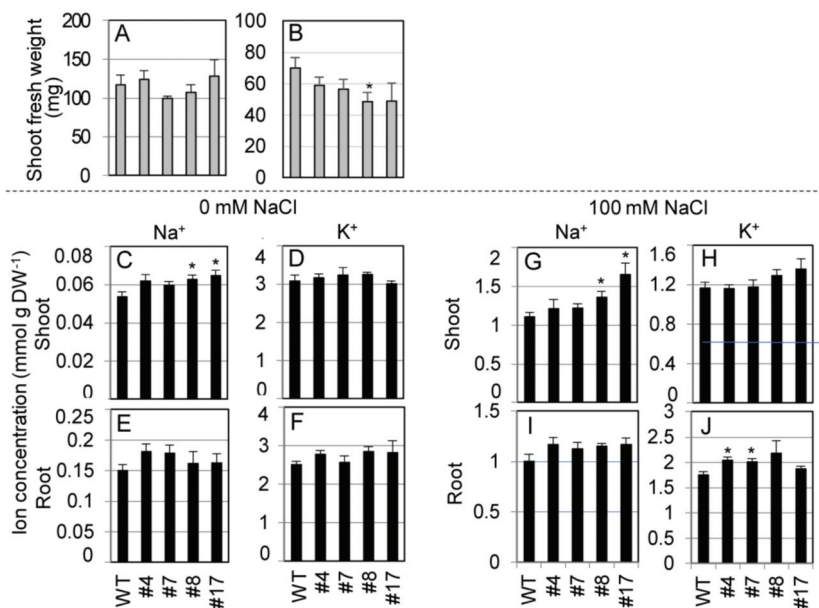 Shoot fresh weight
(mg)
200
150
100
50
0
A
100
80
60
40
20
0
B
*
0 mM NaCl
100 mM NaCl
Na+
K+
Na+
K+
Ion concentration (mmol g DW-1)
Shoot
0.08
0.06
0.04
0.02
0
C
* *
4
3
2
1
0
D
Shoot
2
1.5
1
0.5
0
G
* *
1.6
1.2
0.8
0.4
0
H
Root
0.25
0.2
0.15
0.1
0.05
0
E
4
3
2
1
0
F
Root
1.5
1
0.5
0
I
3
2.5
2
1.5
1
0.5
0
J
* *
WT #4 #7 #8 #17
WT #4 #7 #8 #17
WT #4 #7 #8 #17
WT #4 #7 #8 #17